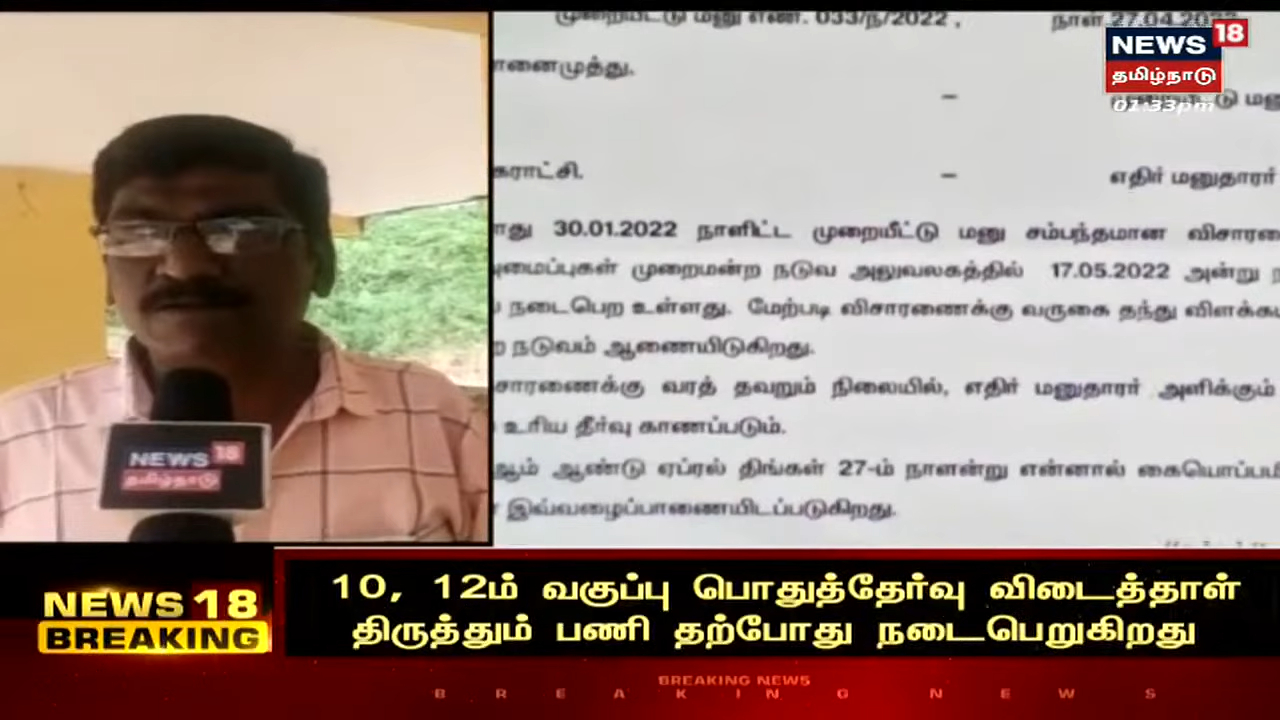 முறையீட்டு மனு எண். 033/ந/2022 , நாள் 27.04.2022
NEWS 18
தமிழ்நாடு
01:33pm
னைமுத்து.
கராட்சி. – எதிர் மனுதாரர்
30.01.2022 நாளிட்ட முறையீட்டு மனு சம்பந்தமான
முறைமன்ற நடுவ அலுவலகத்தில் 17.05.2022 அன்று
நடைபெற உள்ளது. மேற்படி விசாரணைக்கு வருகை தந்து
நடுவம் ஆணையிடுகிறது.
சாரணைக்கு வரத் தவறும் நிலையில், எதிர் மனுதாரர் அளிக்கும்
உரிய தீர்வு காணப்படும்.
ஆம் ஆண்டு ஏப்ரல் திங்கள் 27-ம் நாளன்று என்னால்
இவ்வழைப்பாணையிடப்படுகிறது.
NEWS 18
தமிழ்நாடு
NEWS 18
BREAKING
10, 12ம் வகுப்பு பொதுத்தேர்வு விடைத்தாள்
திருத்தும் பணி தற்போது நடைபெறுகிறது
BREAKING NEWS
BREAKING NEWS